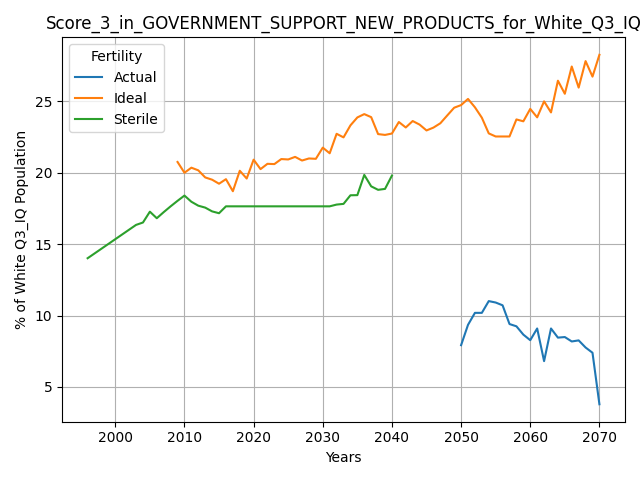 Score_3_in_GOVERNMENT_SUPPORT_NEW_PRODUCTS_for_White_Q3_IQ
Fertility
Actual
Ideal
Sterile
% of White Q3_IQ Population
25
20
15
10
5
2000 2010 2020 2030 2040 2050 2060 2070
Years